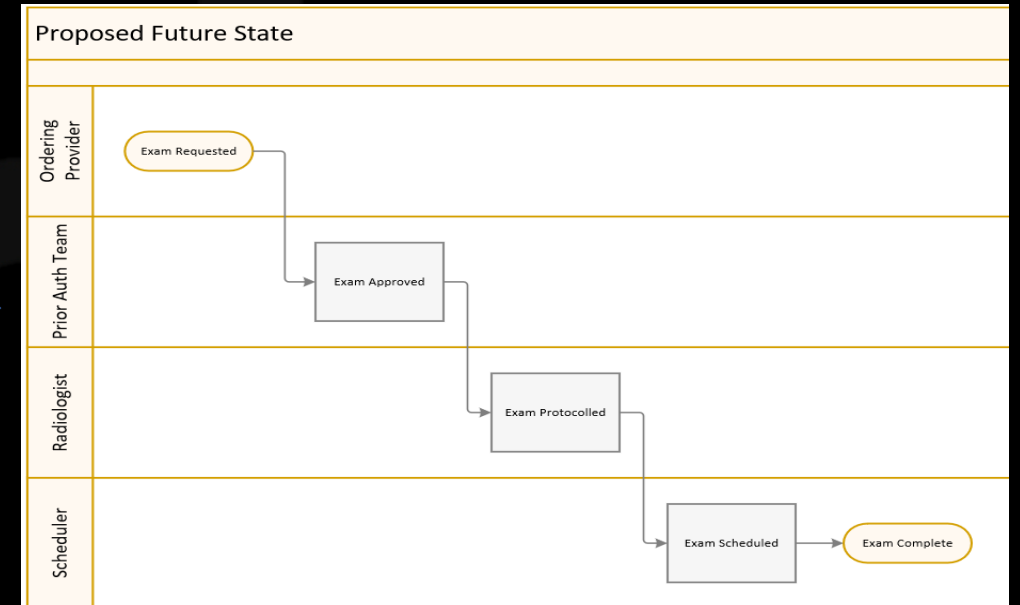 Proposed Future State
Ordering
Provider
Exam Requested
Prior Auth Team
Exam Approved
Radiologist
Exam Protocolled
Scheduler
Exam Scheduled
Exam Complete